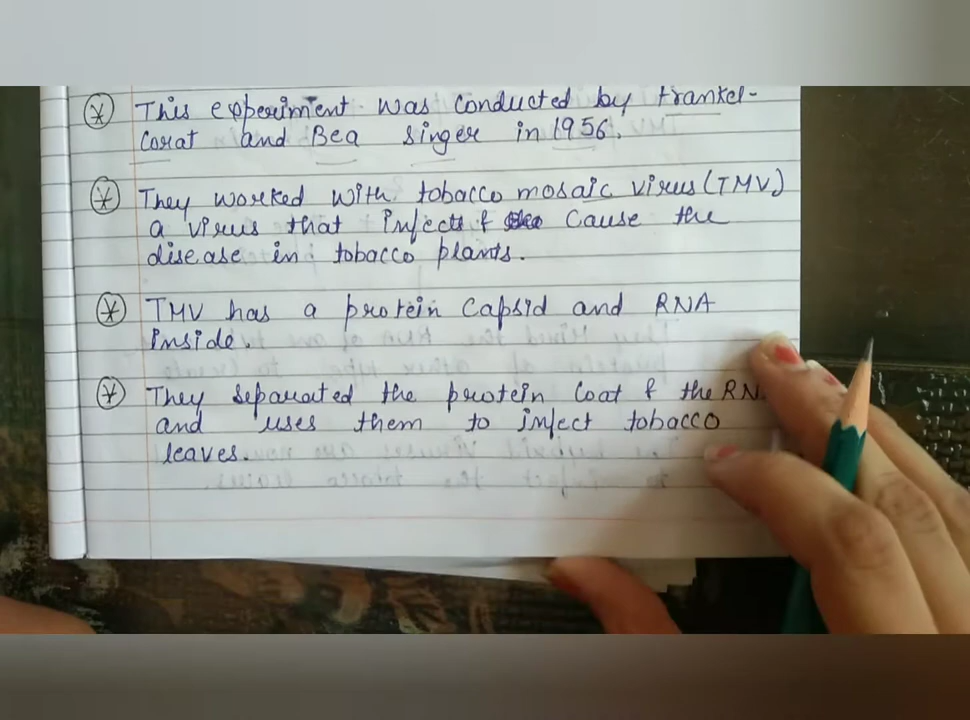 This experiment was conducted by Frankel-
Corat and Bea singer in 1956.
They worked with tobacco mosaic virus (TMV)
a virus that infects & Cause the
disease in tobacco plants.
TMV has a protein Capsid and RNA
inside.
They separated the protein Coat & the RN
and uses them to infect tobacco
leaves.